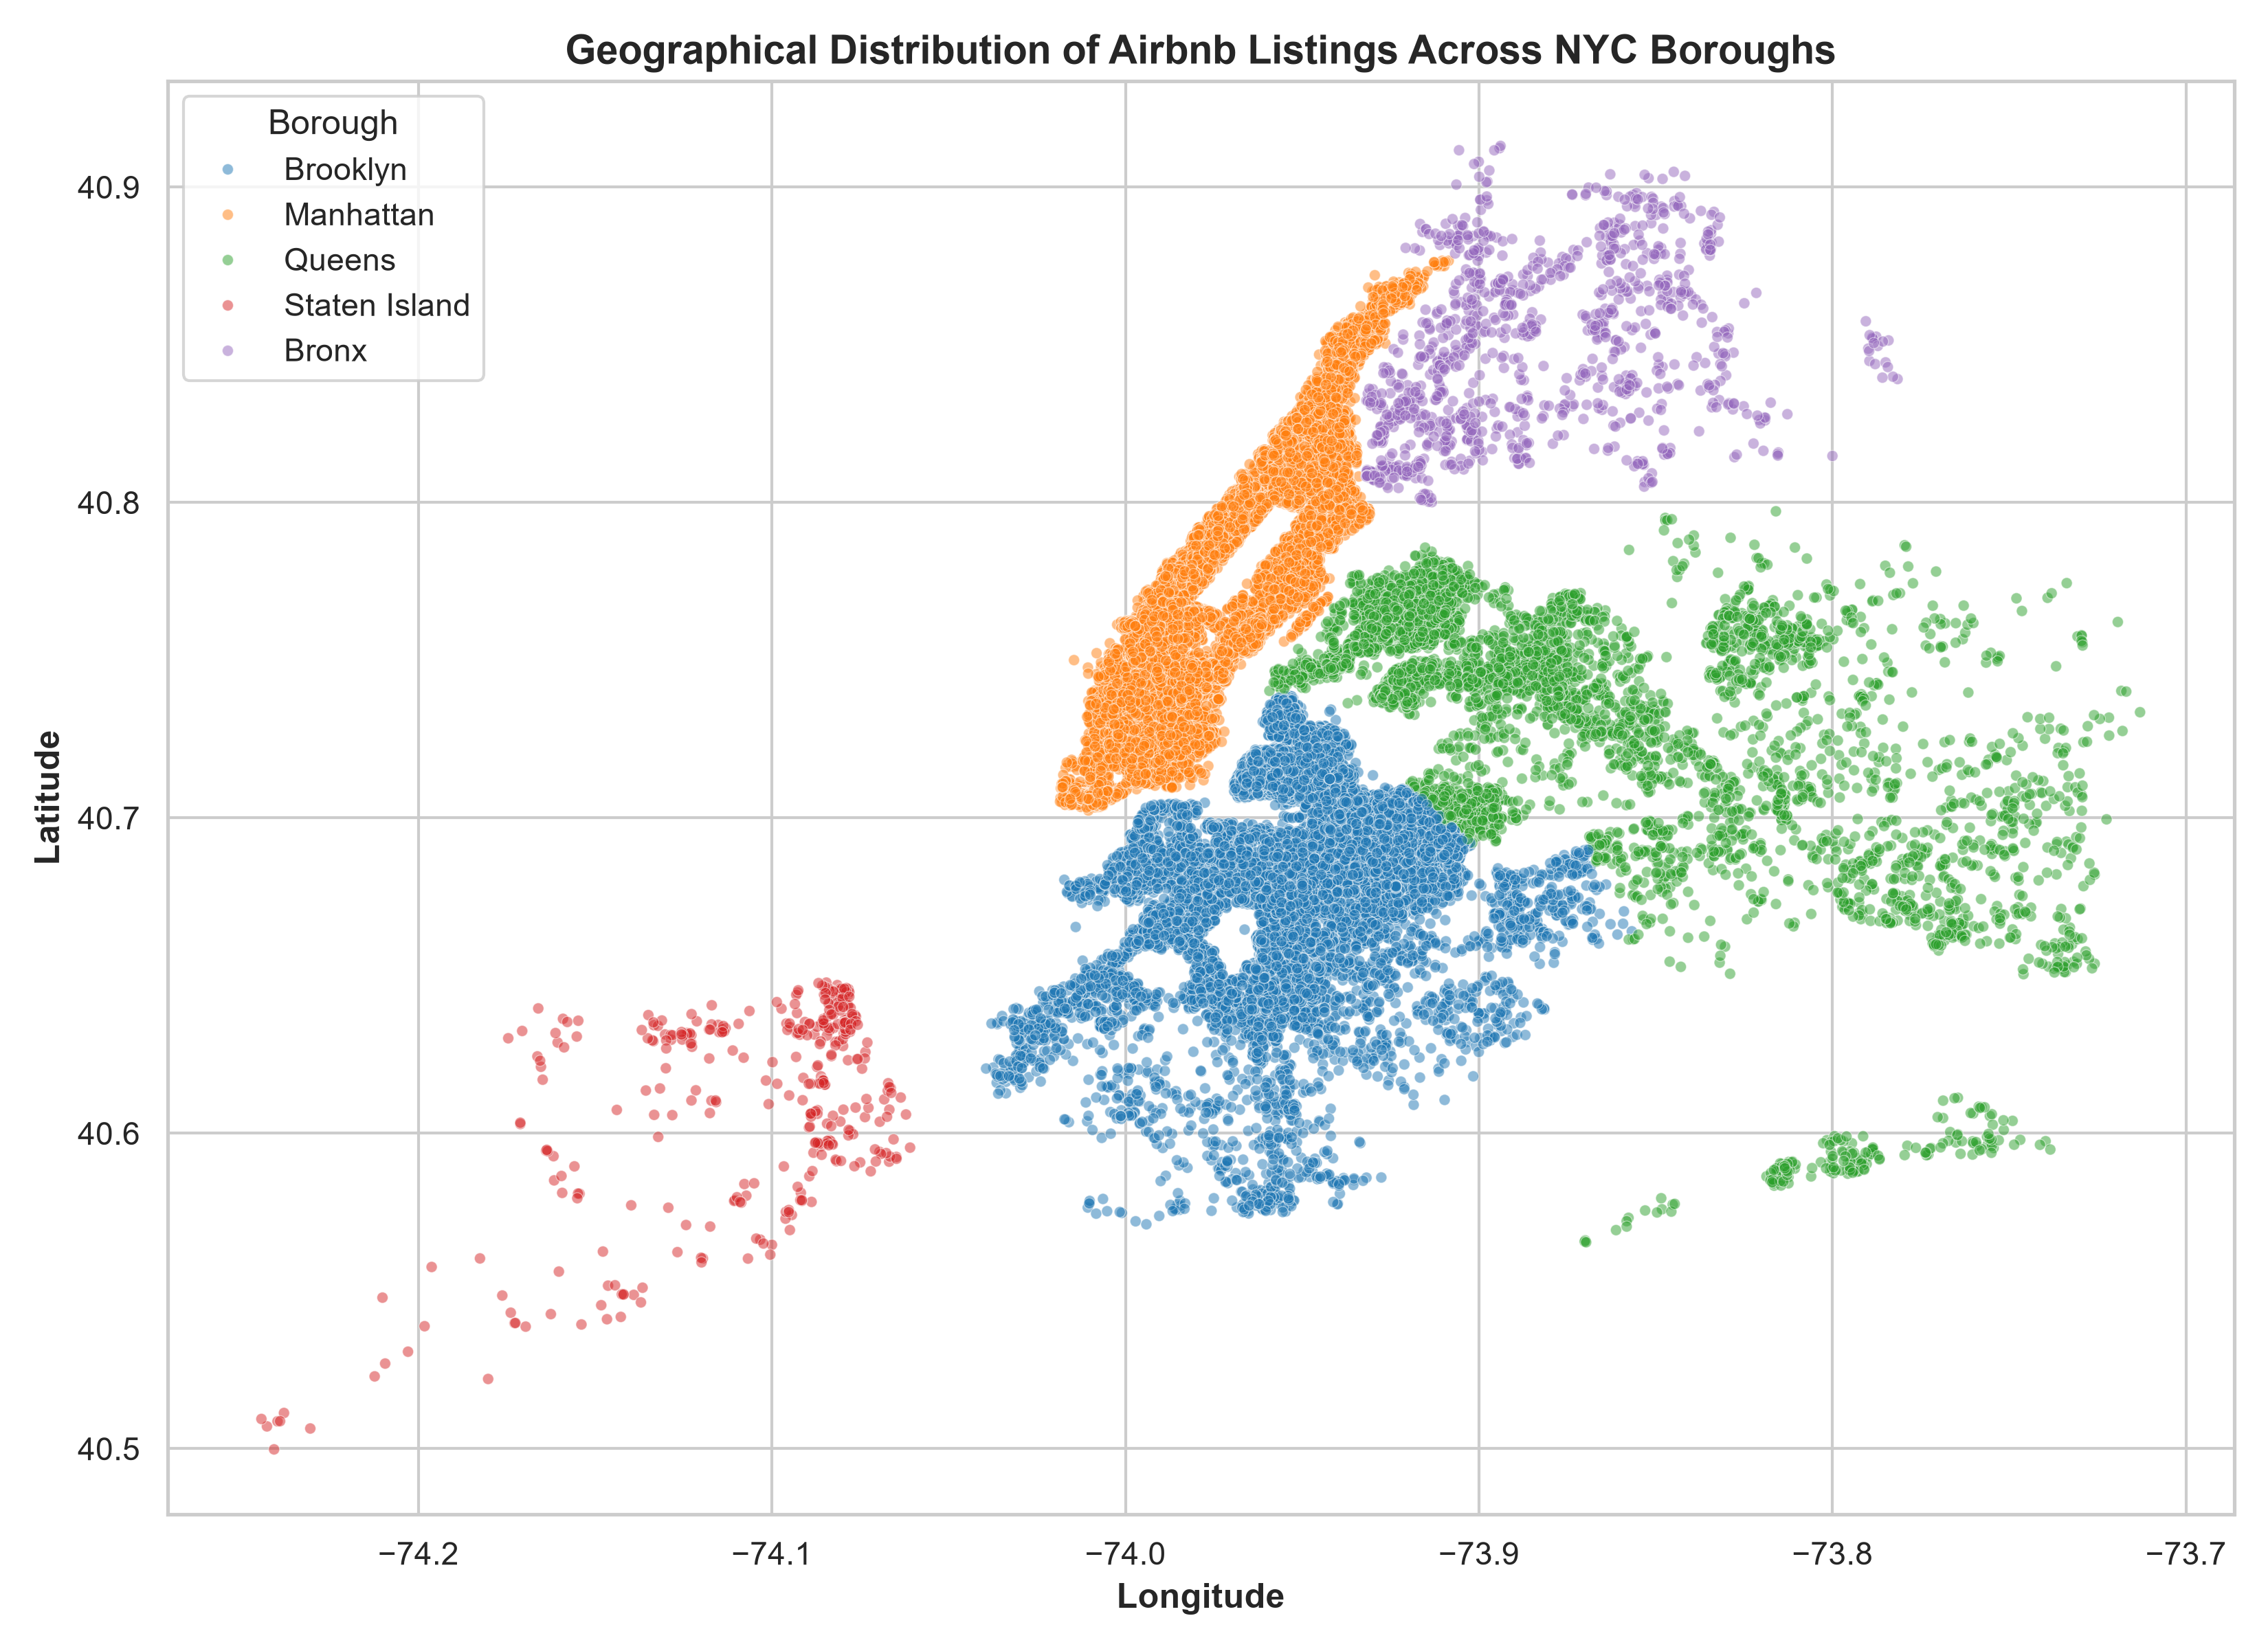 Geographical Distribution of Airbnb Listings Across NYC Boroughs
Borough
Brooklyn
Manhattan
Queens
Staten Island
Bronx
40.9
40.8
40.7
40.6
40.5
Latitude
−74.2
−74.1
−74.0
−73.9
−73.8
−73.7
Longitude